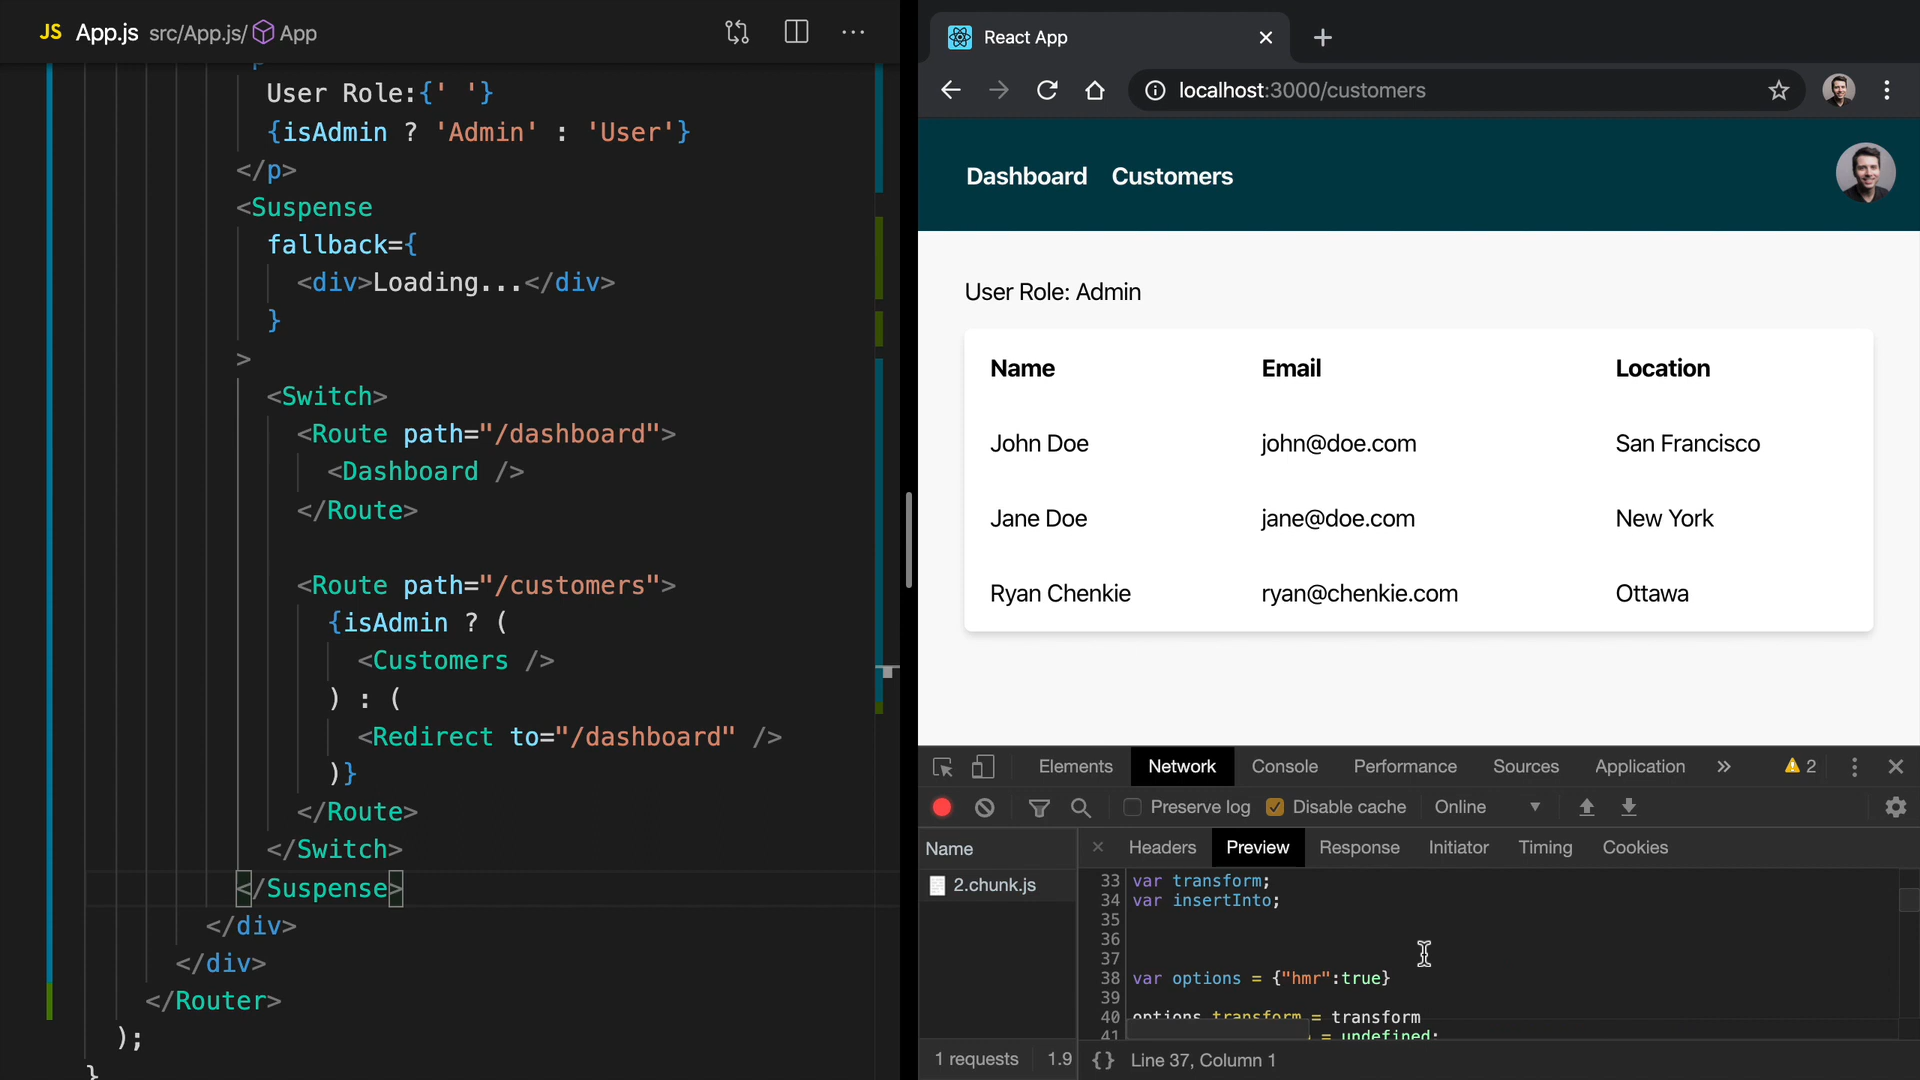 JS App.js src/App.js/ App
User Role:{' '}
{isAdmin ? 'Admin' : 'User'}
</p>
<Suspense
fallback={
<div>Loading...</div>
}
>
<Switch>
<Route path="/dashboard">
<Dashboard />
</Route>
<Route path="/customers">
{isAdmin ? (
<Customers />
) : (
<Redirect to="/dashboard" />
)}
</Route>
</Switch>
</Suspense>
</div>
</div>
</Router>
);
}
React App
localhost:3000/customers
Dashboard Customers
User Role: Admin
Name Email Location
John Doe john@doe.com San Francisco
Jane Doe jane@doe.com New York
Ryan Chenkie ryan@chenkie.com Ottawa
Elements Network Console Performance Sources Application » 2
Preserve log Disable cache Online
Name
Headers Preview Response Initiator Timing Cookies
2.chunk.js
33 var transform;
34 var insertInto;
35
36
37
38 var options = {"hmr":true}
39
40 options.transform = transform
41 = undefined;
1 requests 1.9
{} Line 37, Column 1